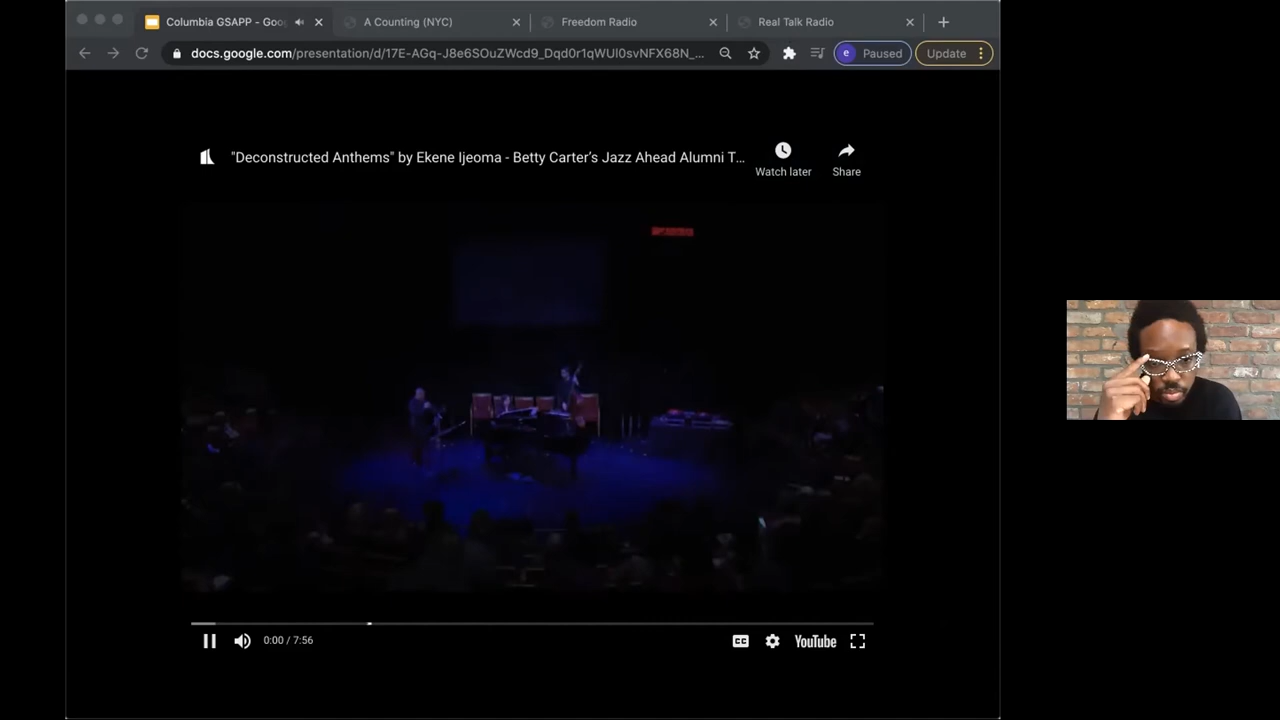 Columbia GSAPP - Goo
A Counting (NYC)
Freedom Radio
Real Talk Radio
docs.google.com/presentation/d/17E-AGq-J8e6SOuZWcd9_Dqd0r1qWUl0svNFX68N_...
e
Paused
Update
"Deconstructed Anthems" by Ekene Ijeoma - Betty Carter's Jazz Ahead Alumni T...
Watch later
Share
0:00 / 7:56
CC
YouTube